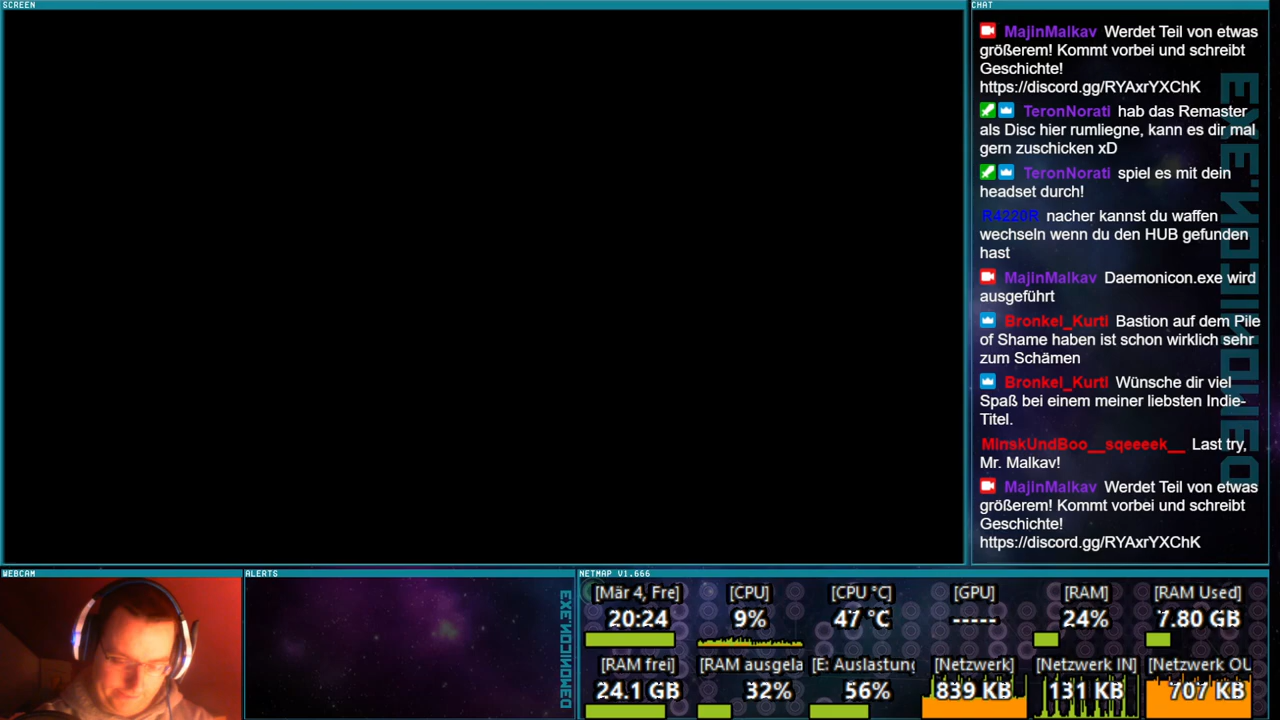 SCREEN
CHAT
MajinMalkav Werdet Teil von etwas
größerem! Kommt vorbei und schreibt
Geschichte!
https://discord.gg/RYAxrYXChK
TeronNorati hab das Remaster
als Disc hier rumliegne, kann es dir mal
gern zuschicken xD
TeronNorati spiel es mit dein
headset durch!
R4220R nacher kannst du waffen
wechseln wenn du den HUB gefunden
hast
MajinMalkav Daemonicon.exe wird
ausgeführt
Bronkel_Kurti Bastion auf dem Pile
of Shame haben ist schon wirklich sehr
zum Schämen
Bronkel_Kurti Wünsche dir viel
Spaß bei einem meiner liebsten Indie-
Titel.
MinskUndBoo__sqeeeek__ Last try,
Mr. Malkav!
MajinMalkav Werdet Teil von etwas
größerem! Kommt vorbei und schreibt
Geschichte!
https://discord.gg/RYAxrYXChK
WEBCAM
ALERTS
NETMAP V1.666
[Mär 4, Fre] [CPU] [CPU °C] [GPU] [RAM] [RAM Used]
20:24 9% 47 °C ----- 24% 7.80 GB
[RAM frei] [RAM ausgela [E: Auslastung [Netzwerk] [Netzwerk IN] [Netzwerk OU
24.1 GB 32% 56% 839 KB 131 KB 707 KB